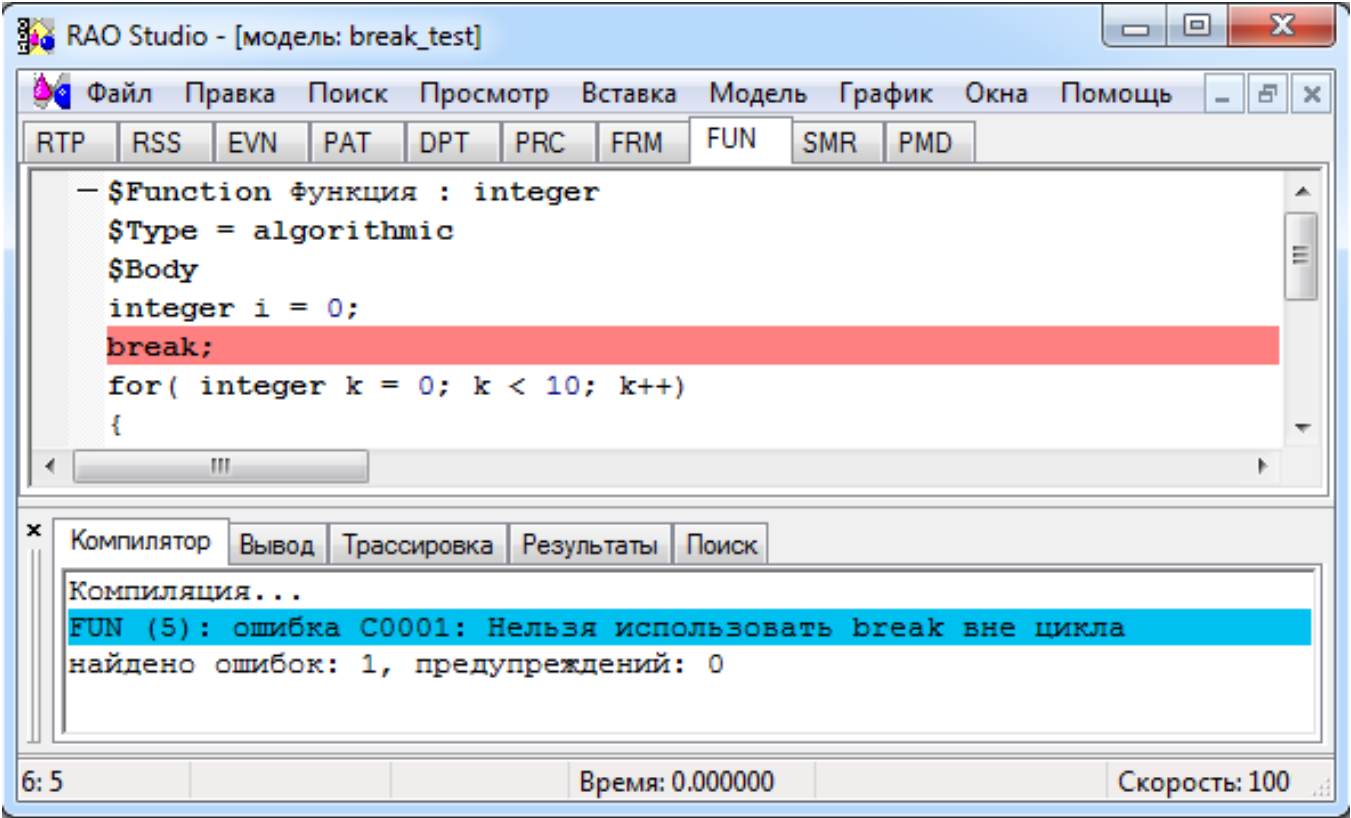 RAO Studio - [модель: break_test]
Файл Правка Поиск Просмотр Вставка Модель График Окна Помощь
RTP RSS EVN PAT DPT PRC FRM FUN SMR PMD
$Function Функция : integer
$Type = algorithmic
$Body
integer i = 0;
break;
for( integer k = 0; k < 10; k++)
{
Компилятор Вывод Трассировка Результаты Поиск
Компиляция...
FUN (5): ошибка C0001: Нельзя использовать break вне цикла
найдено ошибок: 1, предупреждений: 0
6: 5 Время: 0.000000 Скорость: 100